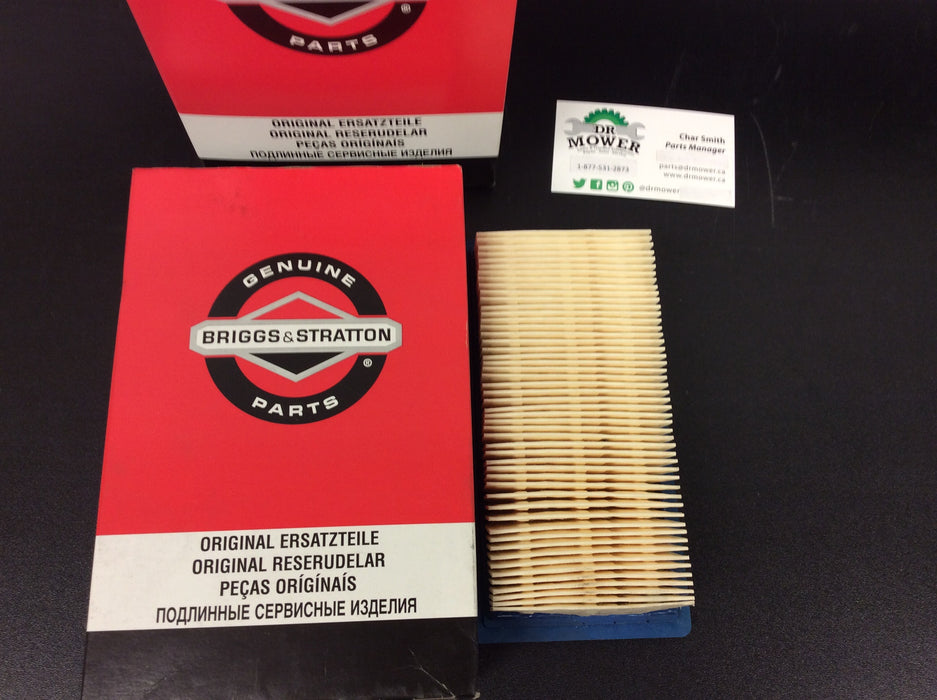 PARTS
®
ORIGINAL ERSATZTEILE
ORIGINAL RESERUDELAR
PEÇAS ORÍGÍNAÍS
ПОДЛИННЫЕ СЕРВИСНЫЕ ИЗДЕЛИЯ
DR
MOWER
1-877-531-2873
@drmower
Char Smith
Parts Manager
parts@drmower.ca
www.drmower.ca
GENUINE
BRIGGS & STRATTON
®
PARTS
ORIGINAL ERSATZTEILE
ORIGINAL RESERUDELAR
PEÇAS ORÍGÍNAÍS
ПОДЛИННЫЕ СЕРВИСНЫЕ ИЗДЕЛИЯ